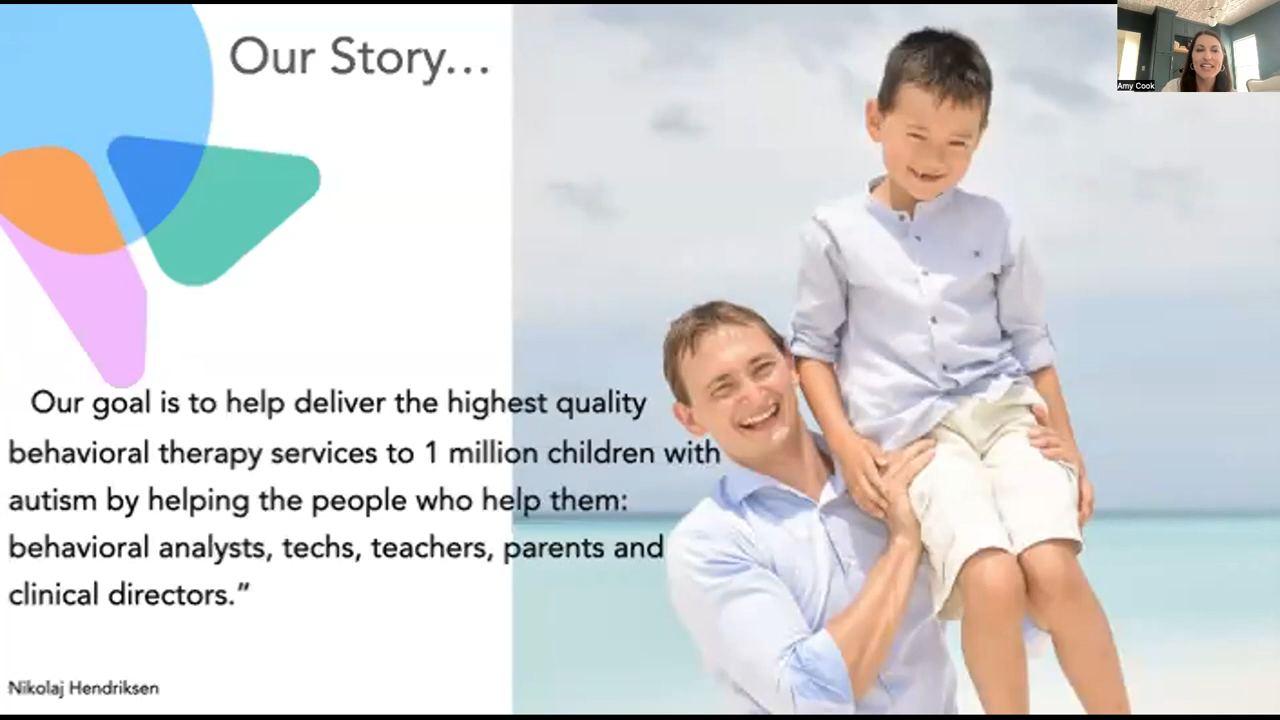 Our Story...
Amy Cook
Our goal is to help deliver the highest quality
behavioral therapy services to 1 million children with
autism by helping the people who help them:
behavioral analysts, techs, teachers, parents and
clinical directors.”
Nikolaj Hendriksen